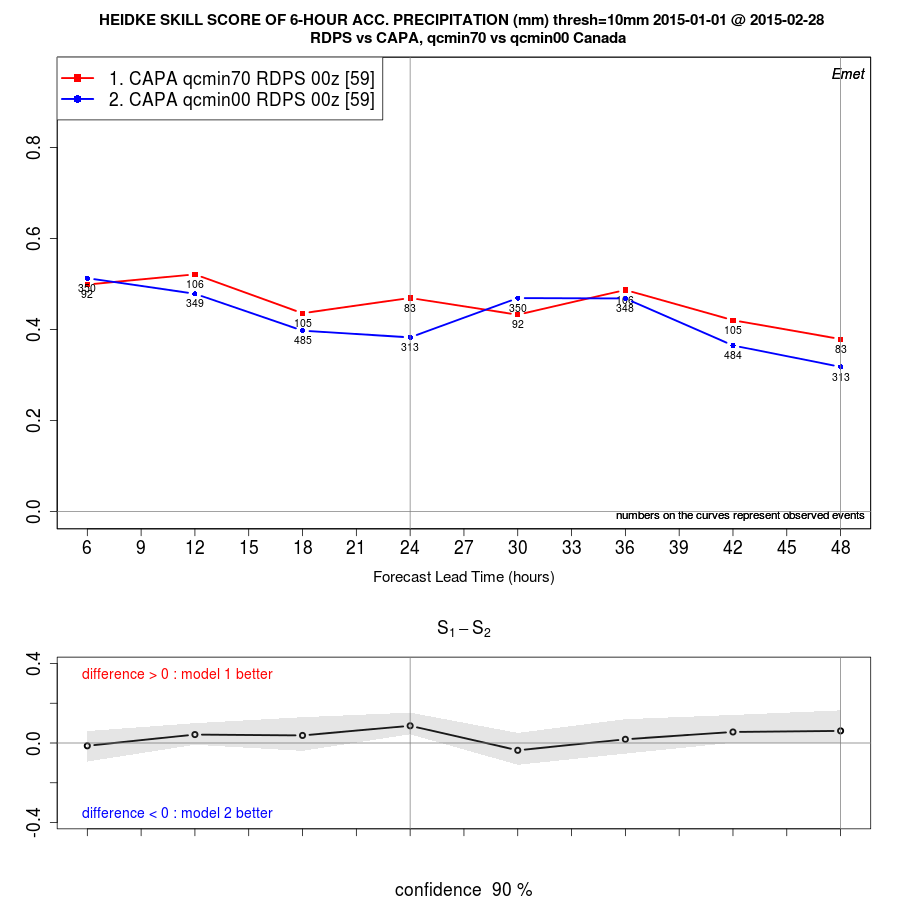 HEIDKE SKILL SCORE OF 6-HOUR ACC. PRECIPITATION (mm) thresh=10mm 2015-01-01 @ 2015-02-28
RDPS vs CAPA, qcmin70 vs qcmin00 Canada
1. CAPA qcmin70 RDPS 00z [59]
2. CAPA qcmin00 RDPS 00z [59]
Emet
0.8
0.6
0.4
0.2
0.0
350
92
106
349
105
485
83
313
350
92
106
348
105
484
83
313
numbers on the curves represent observed events
6 9 12 15 18 21 24 27 30 33 36 39 42 45 48
Forecast Lead Time (hours)
S1 – S2
0.4
0.0
-0.4
difference > 0 : model 1 better
difference < 0 : model 2 better
confidence 90 %